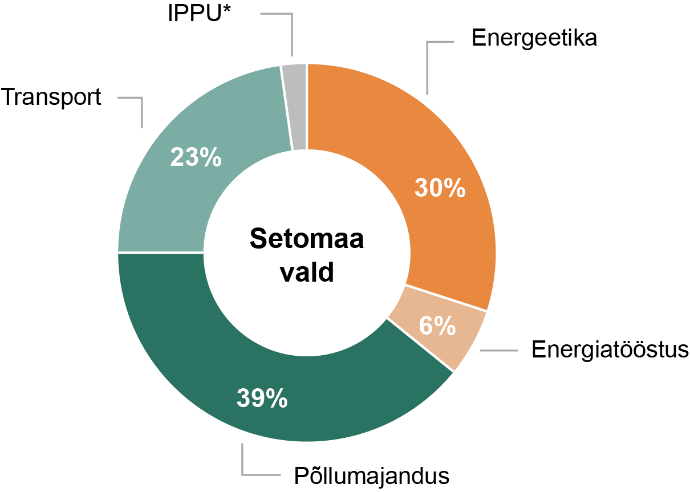 IPPU*
Energeetika
Transport
23%
30%
Setomaa
vald
6%
Energiatööstus
39%
Põllumajandus